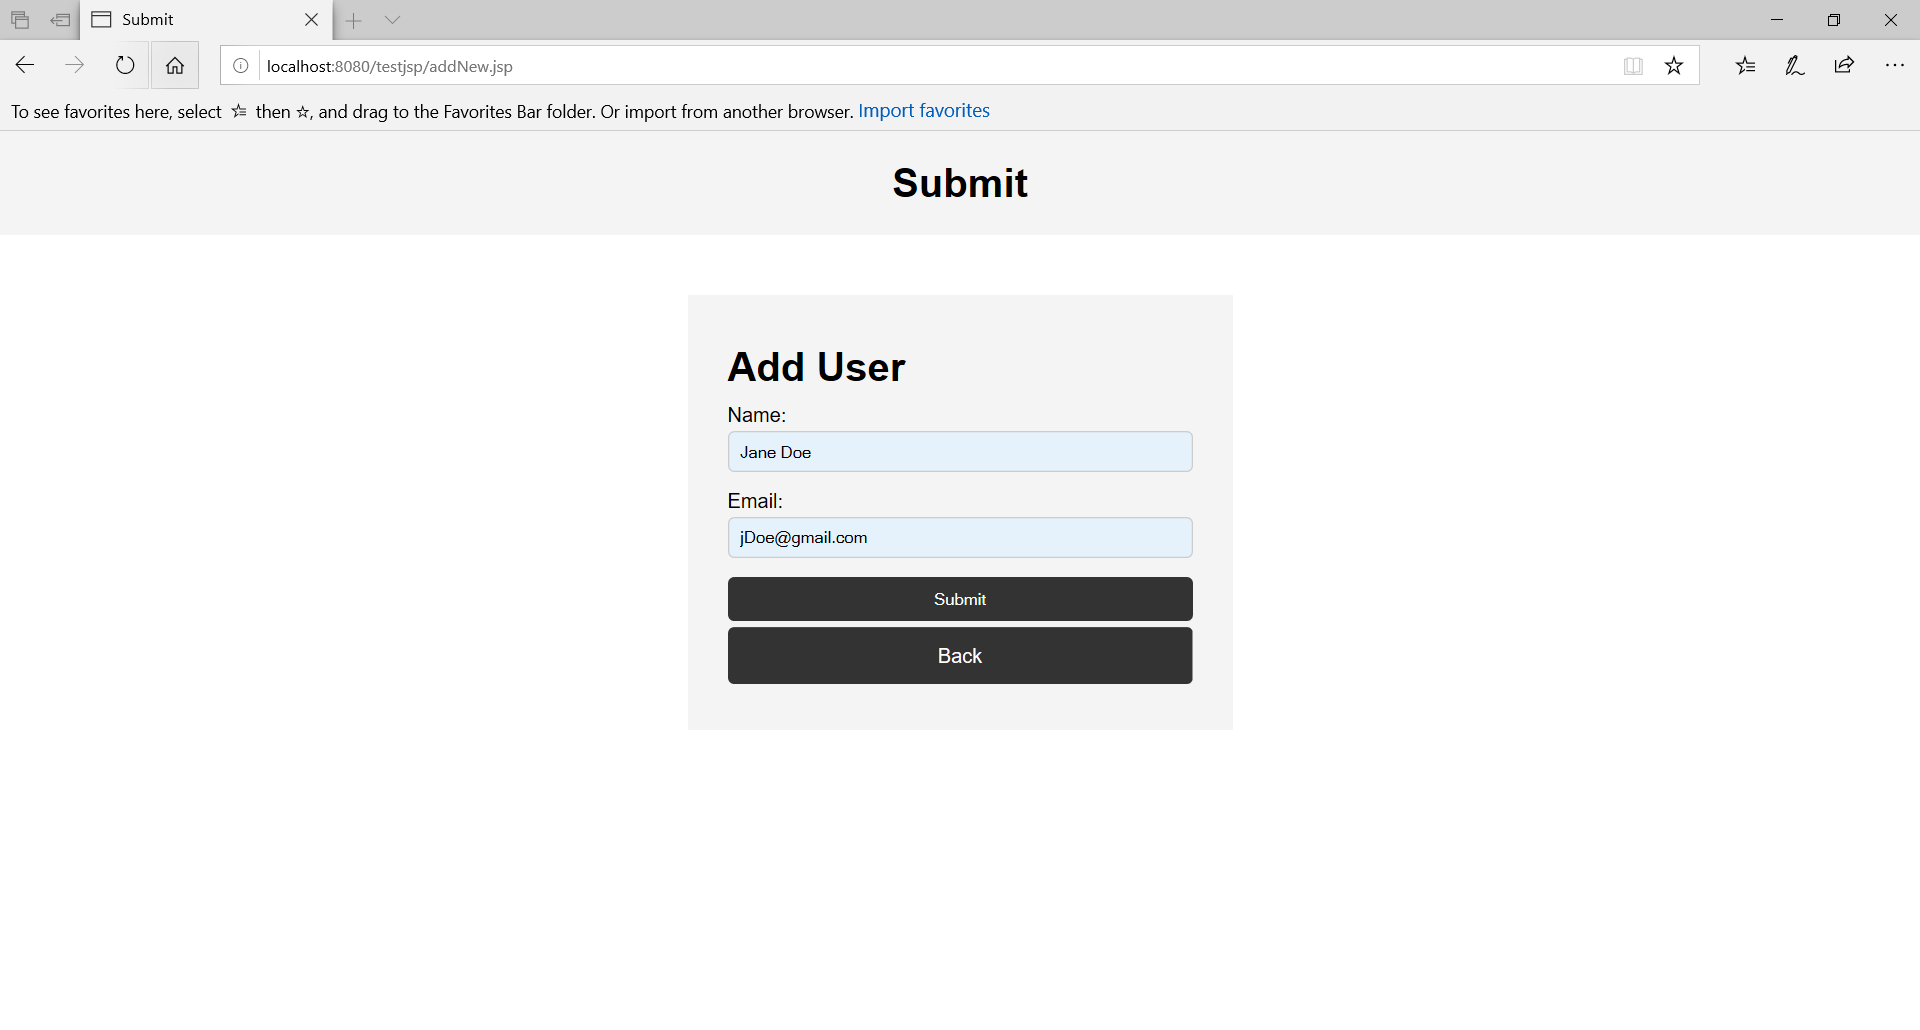 Submit
localhost:8080/testjsp/addNew.jsp
To see favorites here, select then , and drag to the Favorites Bar folder. Or import from another browser. Import favorites
Submit
Add User
Name:
Jane Doe
Email:
jDoe@gmail.com
Submit
Back